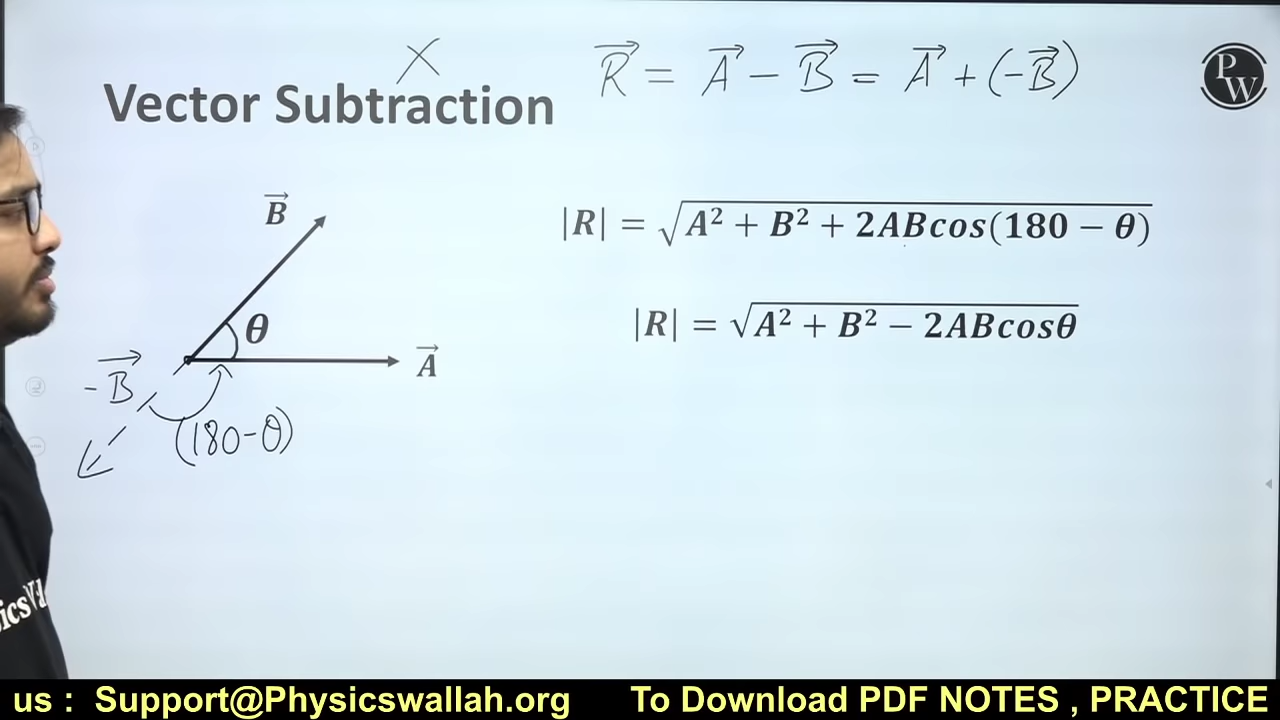 X
Vector Subtraction
R⃗ = A⃗ − B⃗ = A⃗ + (−B⃗)
PW
B⃗
|R| = √A² + B² + 2ABcos(180 − θ)
θ
|R| = √A² + B² − 2ABcosθ
A⃗
−B⃗
(180-θ)
us : Support@Physicswallah.org To Download PDF NOTES , PRACTICE